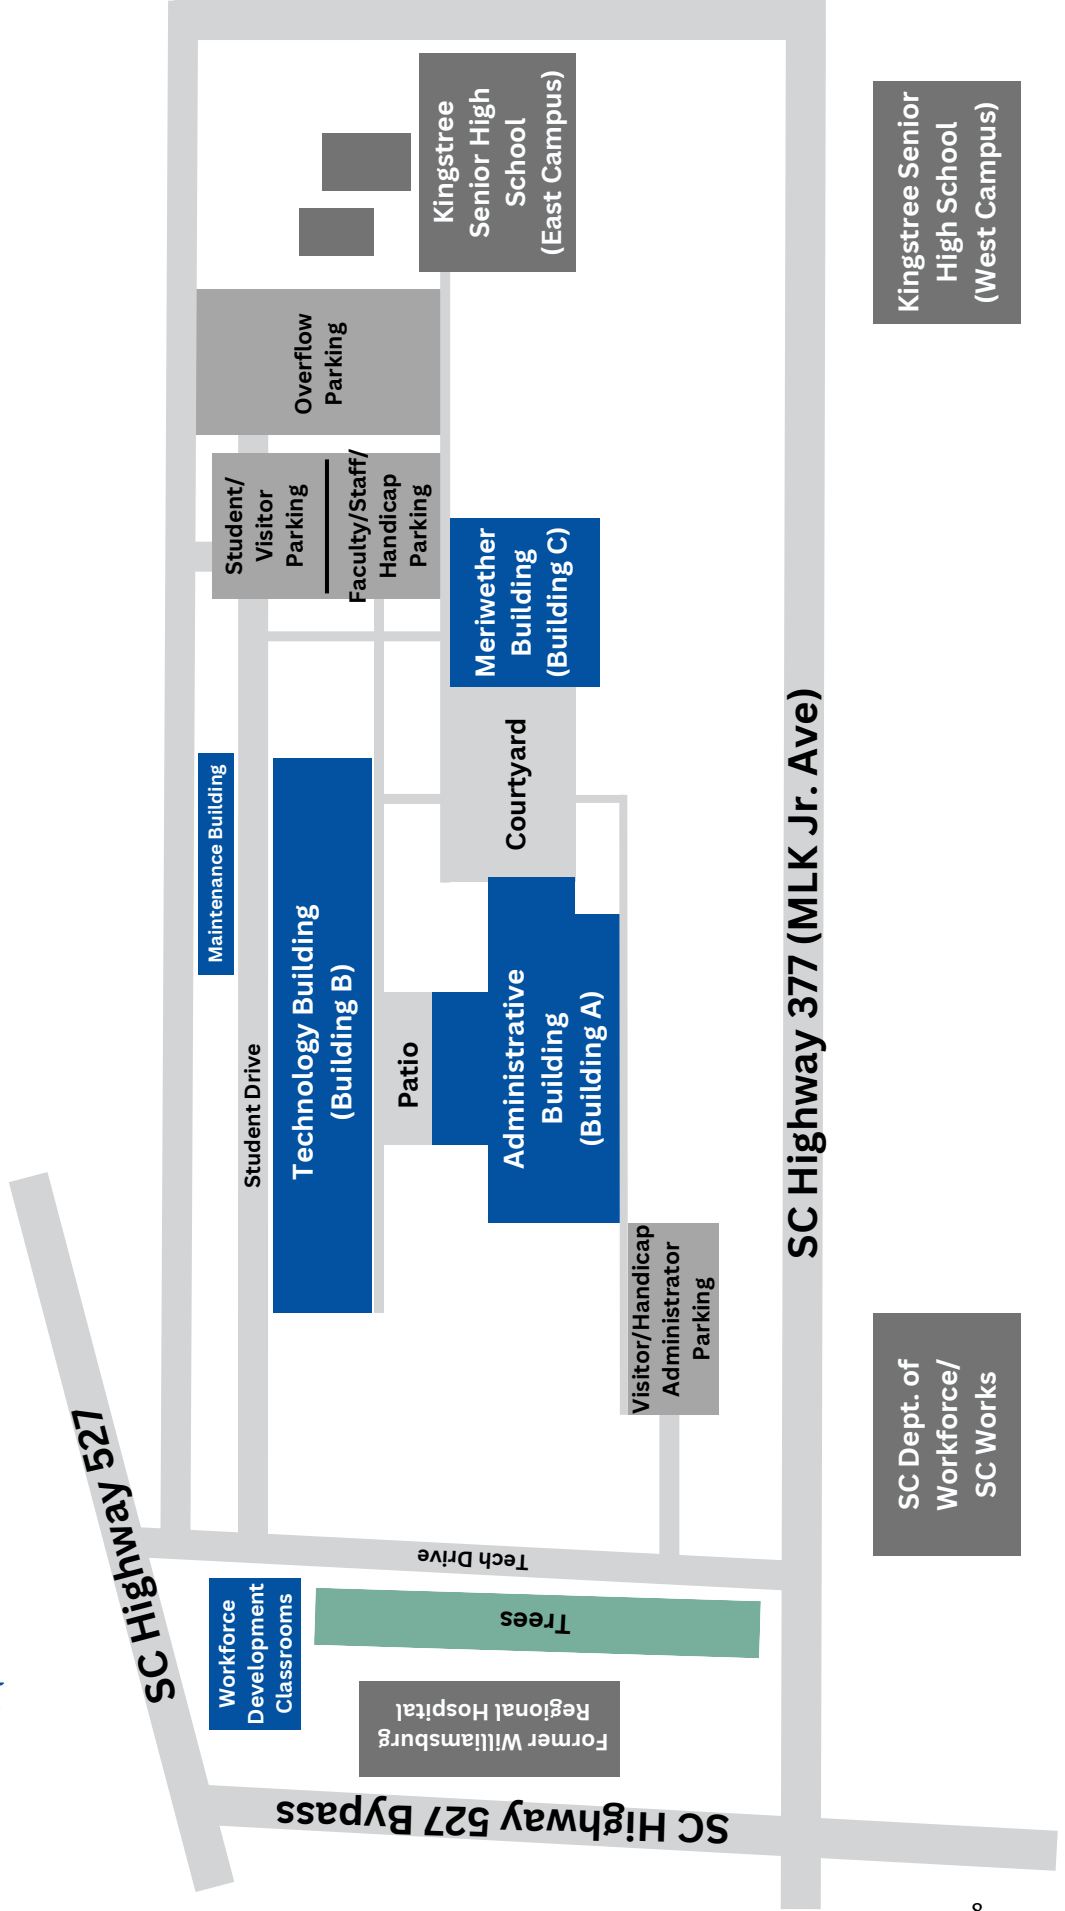 Kingstree
Senior High
School
(East Campus)
Kingstree Senior
High School
(West Campus)
Overflow
Parking
Student/
Visitor
Parking
Faculty/Staff/
Handicap
Parking
Meriwether
Building
(Building C)
Courtyard
Maintenance Building
Student Drive
Technology Building
(Building B)
Patio
Administrative
Building
(Building A)
SC Highway 377 (MLK Jr. Ave)
Visitor/Handicap
Administrator
Parking
SC Dept. of
Workforce/
SC Works
SC Highway 527
Tech Drive
Workforce
Development
Classrooms
Trees
Former Williamsburg
Regional Hospital
SC Highway 527 Bypass
8